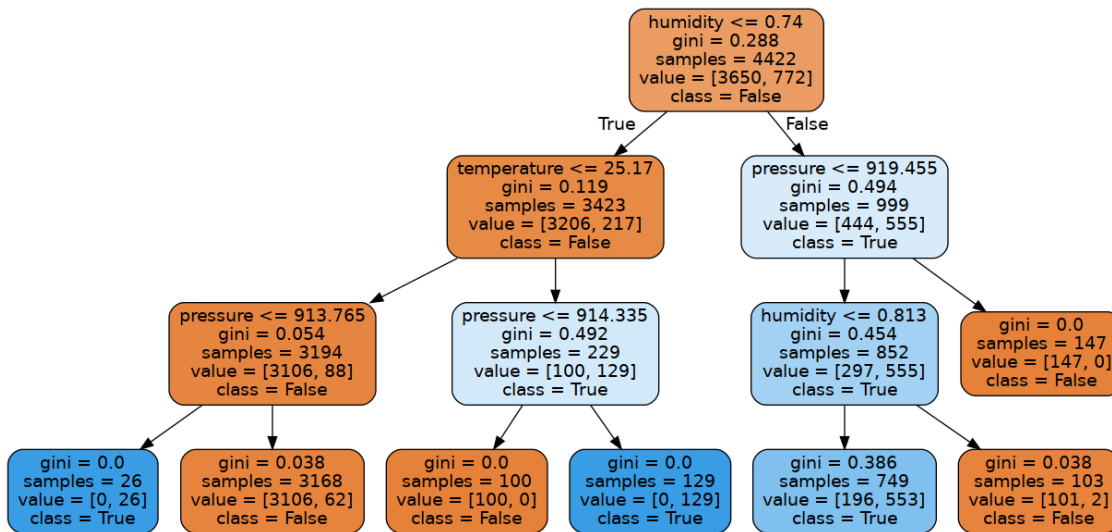 humidity <= 0.74
gini = 0.288
samples = 4422
value = [3650, 772]
class = False
True
False
temperature <= 25.17
gini = 0.119
samples = 3423
value = [3206, 217]
class = False
pressure <= 919.455
gini = 0.494
samples = 999
value = [444, 555]
class = True
pressure <= 913.765
gini = 0.054
samples = 3194
value = [3106, 88]
class = False
pressure <= 914.335
gini = 0.492
samples = 229
value = [100, 129]
class = True
humidity <= 0.813
gini = 0.454
samples = 852
value = [297, 555]
class = True
gini = 0.0
samples = 147
value = [147, 0]
class = False
gini = 0.0
samples = 26
value = [0, 26]
class = True
gini = 0.038
samples = 3168
value = [3106, 62]
class = False
gini = 0.0
samples = 100
value = [100, 0]
class = False
gini = 0.0
samples = 129
value = [0, 129]
class = True
gini = 0.386
samples = 749
value = [196, 553]
class = True
gini = 0.038
samples = 103
value = [101, 2]
class = False